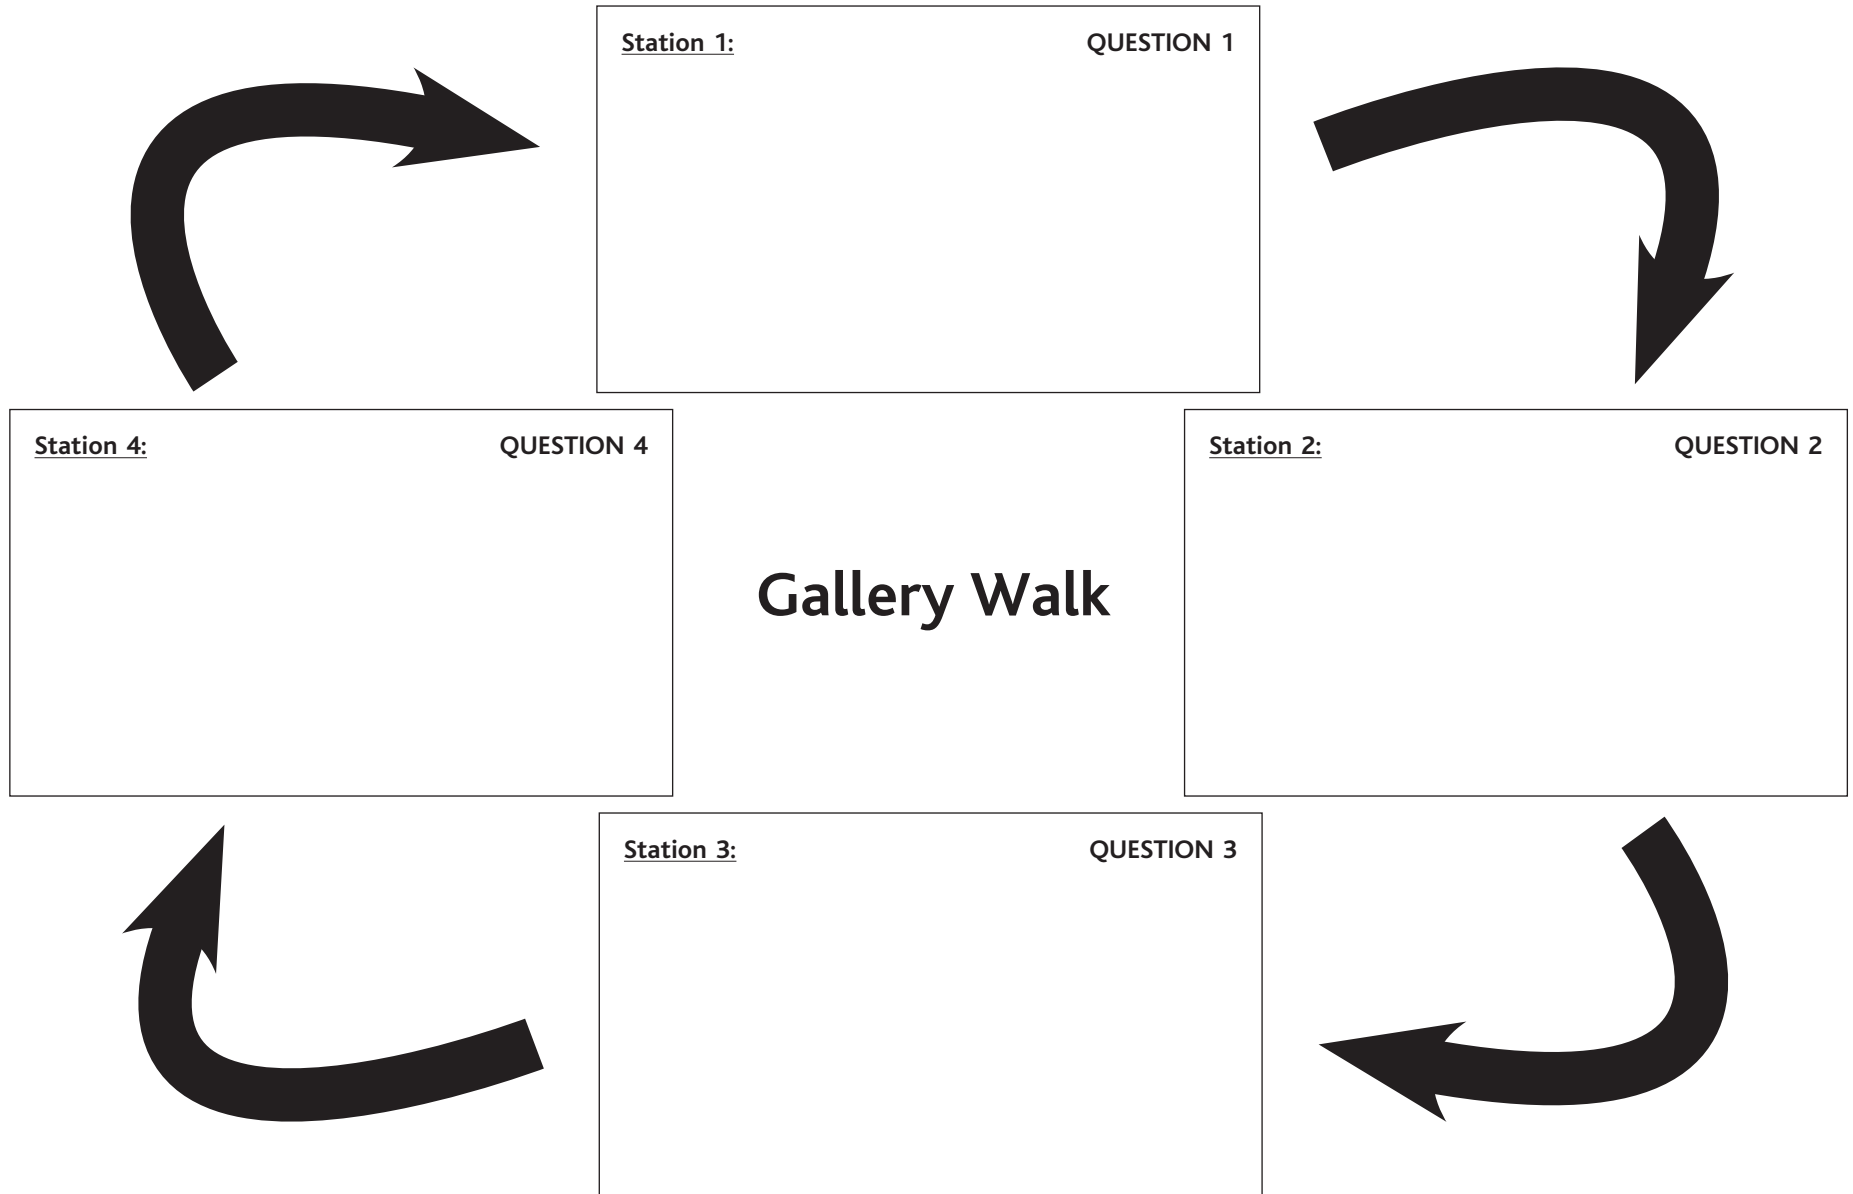 Station 1: QUESTION 1
Station 4: QUESTION 4
Station 2: QUESTION 2
Gallery Walk
Station 3: QUESTION 3